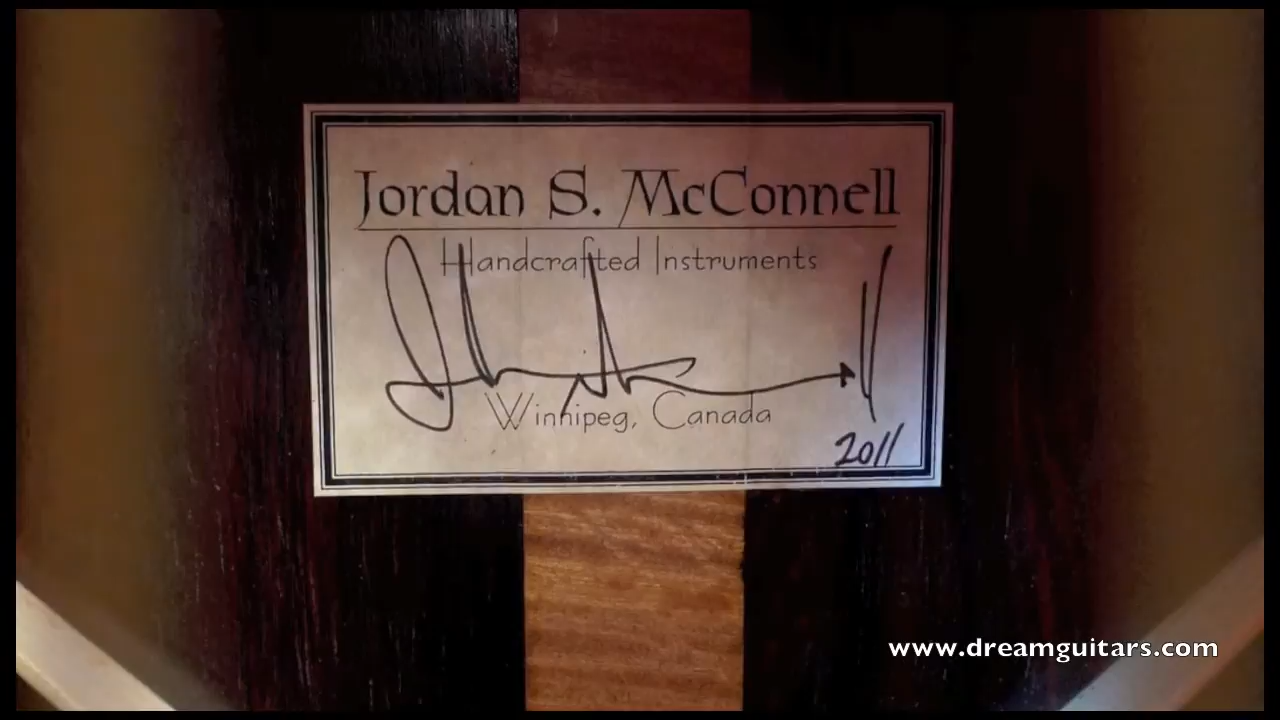 Jordan S. McConnell
Handcrafted Instruments
Winnipeg, Canada
2011
www.dreamguitars.com